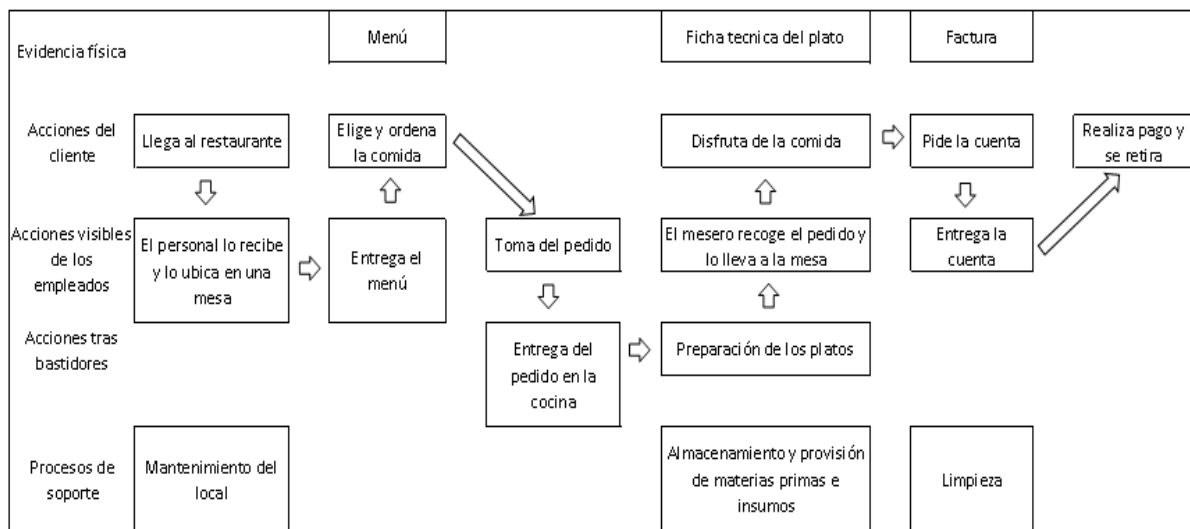 Evidencia física
Menú
Ficha tecnica del plato
Factura
Acciones del
cliente
Llega al restaurante
Elige y ordena
la comida
Disfruta de la comida
Pide la cuenta
Realiza pago y
se retira
Acciones visibles
de los
empleados
El personal lo recibe
y lo ubica en una
mesa
Entrega el
menú
Toma del pedido
El mesero recoge el pedido y
lo lleva a la mesa
Entrega la
cuenta
Acciones tras
bastidores
Entrega del
pedido en la
cocina
Preparación de los platos
Procesos de
soporte
Mantenimiento del
local
Almacenamiento y provisión
de materias primas e
insumos
Limpieza